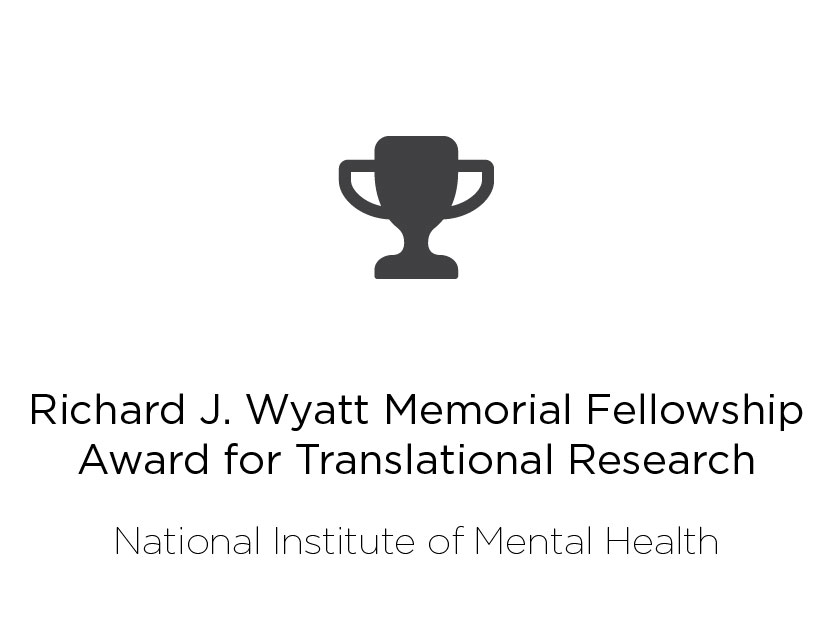 Richard J. Wyatt Memorial Fellowship
Award for Translational Research
National Institute of Mental Health